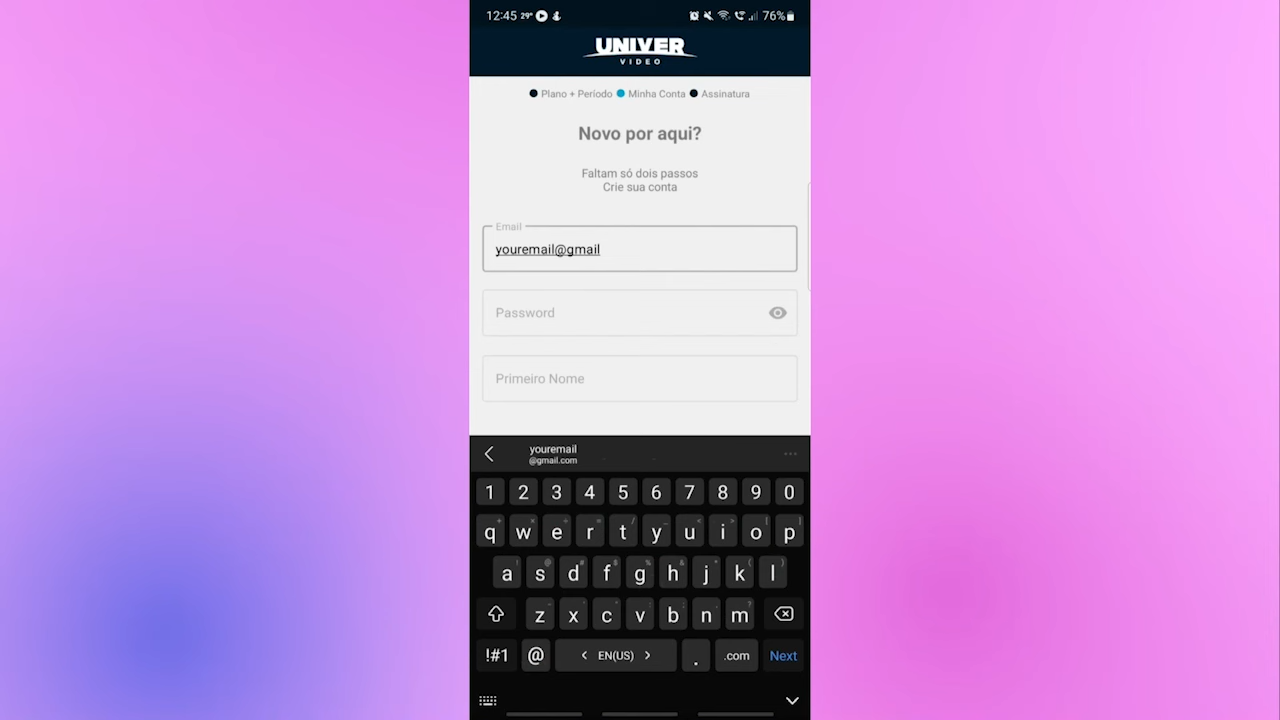 12:45 29° 76%
UNIVER
VIDEO
Plano + Período Minha Conta Assinatura
Novo por aqui?
Faltam só dois passos
Crie sua conta
Email
youremail@gmail
Password
Primeiro Nome
youremail
@gmail.com
1 2 3 4 5 6 7 8 9 0
q w e r t y u i o p
a s d f g h j k l
z x c v b n m
!#1 @ < EN(US) > . .com Next